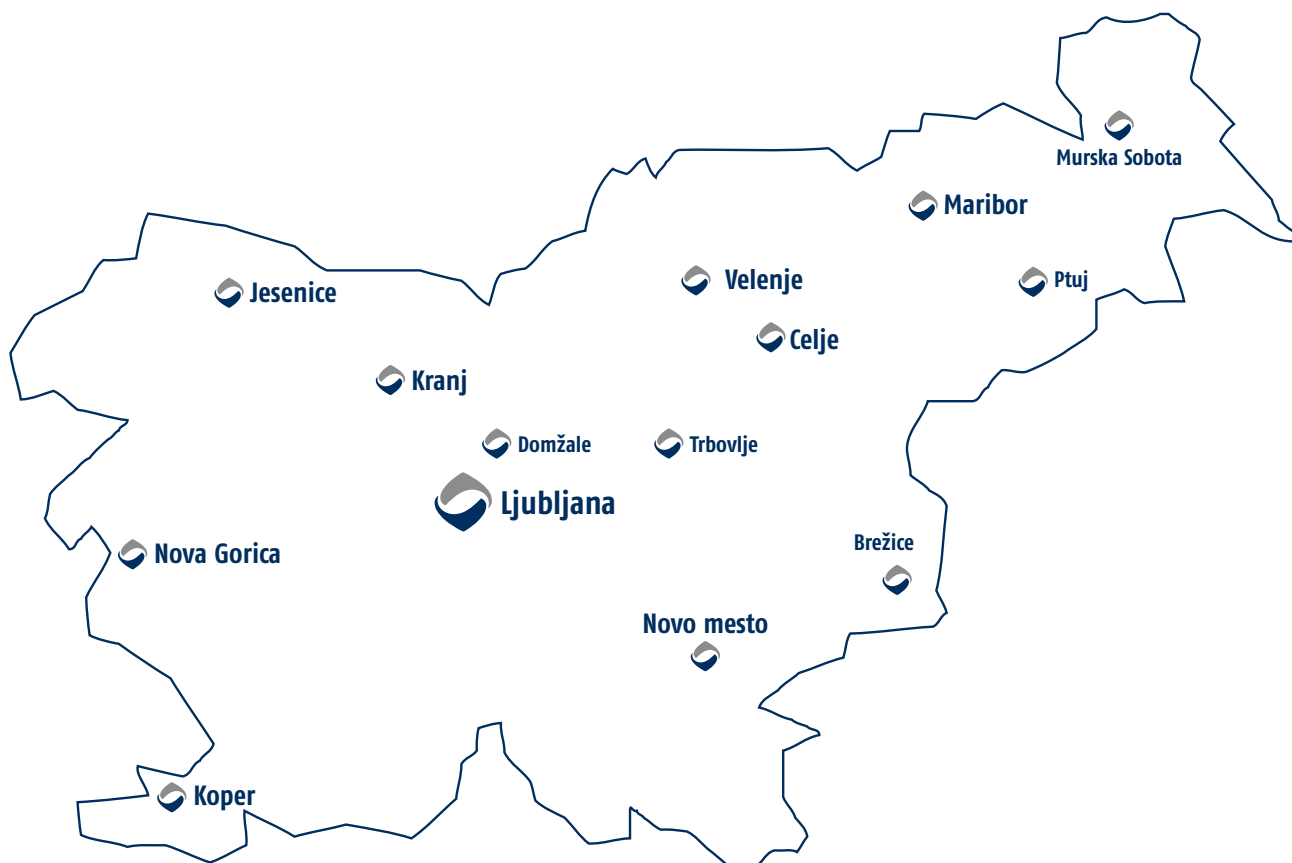 Murska Sobota
Maribor
Velenje
Ptuj
Jesenice
Celje
Kranj
Domžale
Trbovlje
Ljubljana
Brežice
Nova Gorica
Novo mesto
Koper